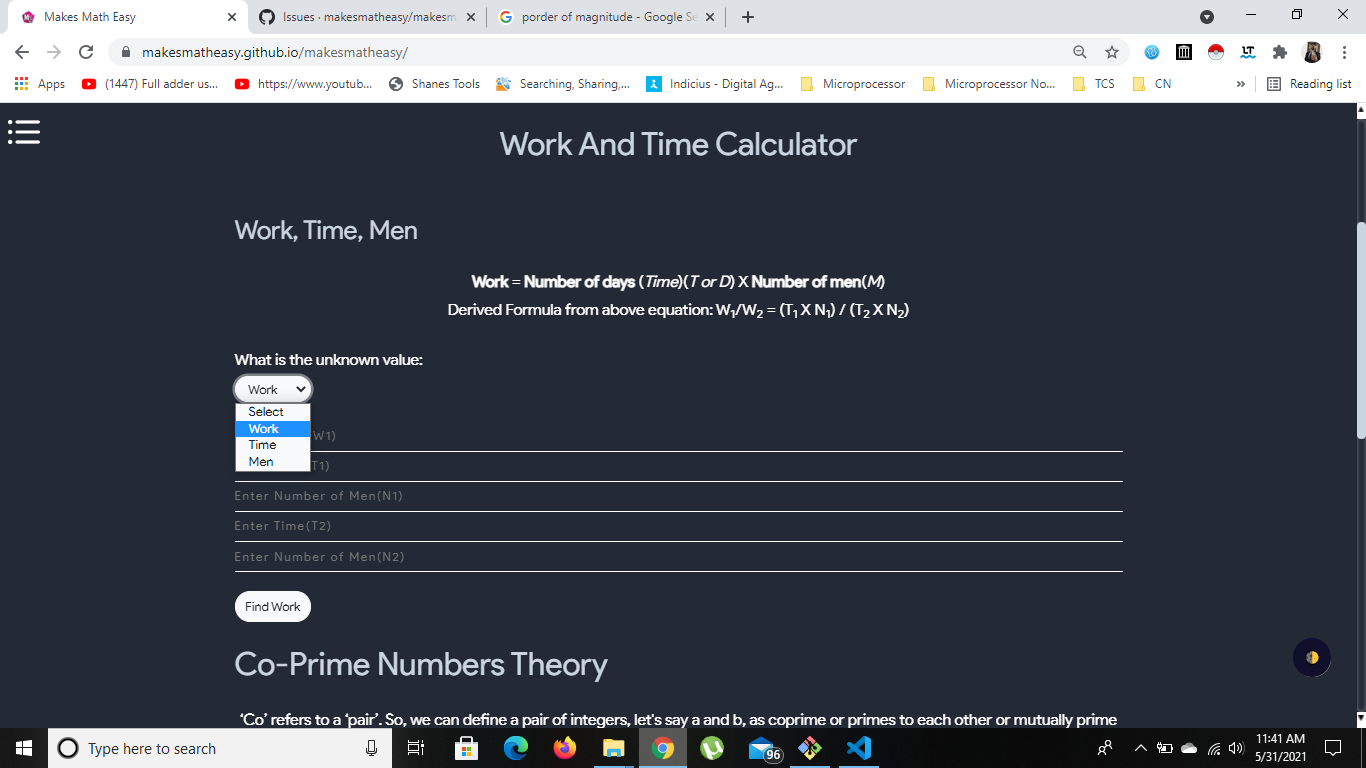 Makes Math Easy
Issues · makesmatheasy/makesm
porder of magnitude - Google Se
makesmatheasy.github.io/makesmatheasy/
Apps
(1447) Full adder us...
https://www.youtub...
Shanes Tools
Searching, Sharing,...
Indicius - Digital Ag...
Microprocessor
Microprocessor No...
TCS
CN
»
Reading list
Work And Time Calculator
Work, Time, Men
Work = Number of days (Time)(T or D) X Number of men(M)
Derived Formula from above equation: W₁/W₂ = (T₁ X N₁) / (T₂ X N₂)
What is the unknown value:
Work
Select
Work
Time
Men
W1)
T1)
Enter Number of Men(N1)
Enter Time(T2)
Enter Number of Men(N2)
Find Work
Co-Prime Numbers Theory
‘Co’ refers to a ‘pair’. So, we can define a pair of integers, let's say a and b, as coprime or primes to each other or mutually prime
Type here to search
96
11:41 AM
5/31/2021